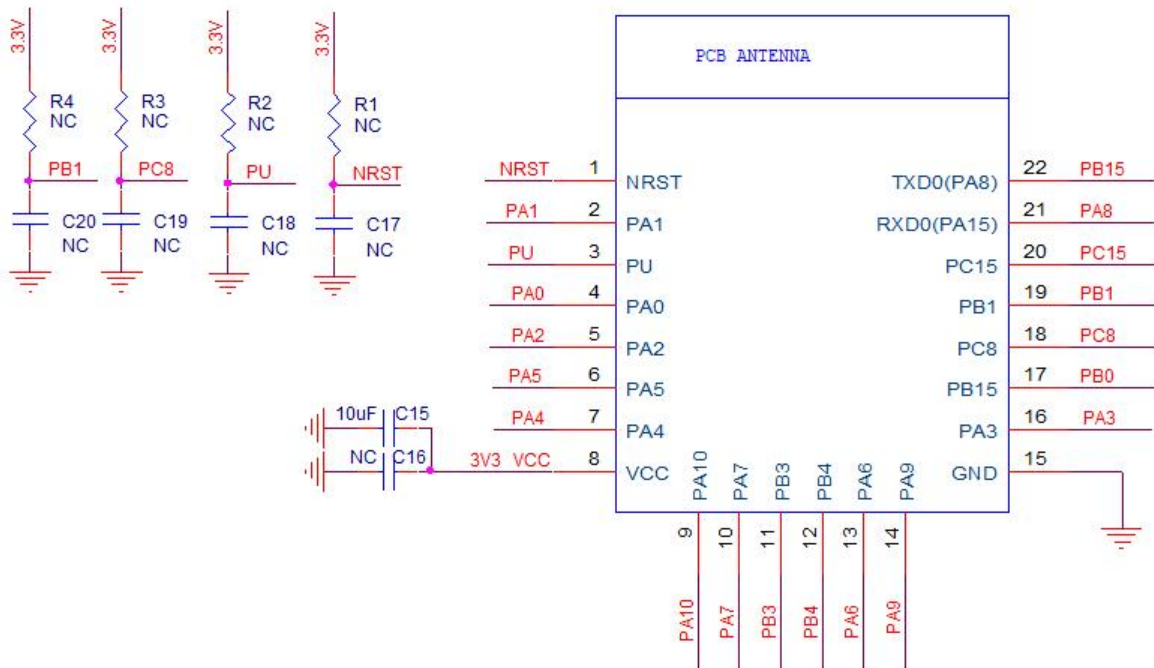 3.3V
3.3V
3.3V
3.3V
R4
NC
R3
NC
R2
NC
R1
NC
PB1
PC8
PU
NRST
C20
NC
C19
NC
C18
NC
C17
NC
PCB ANTENNA
NRST 1 NRST
PA1 2 PA1
PU 3 PU
PA0 4 PA0
PA2 5 PA2
PA5 6 PA5
PA4 7 PA4
3V3 VCC 8 VCC
10uF C15
NC C16
TXD0(PA8) 22 PB15
RXD0(PA15) 21 PA8
PC15 20 PC15
PB1 19 PB1
PC8 18 PC8
PB15 17 PB0
PA3 16 PA3
GND 15
PA10 9 PA10
PA7 10 PA7
PB3 11 PB3
PB4 12 PB4
PA6 13 PA6
PA9 14 PA9